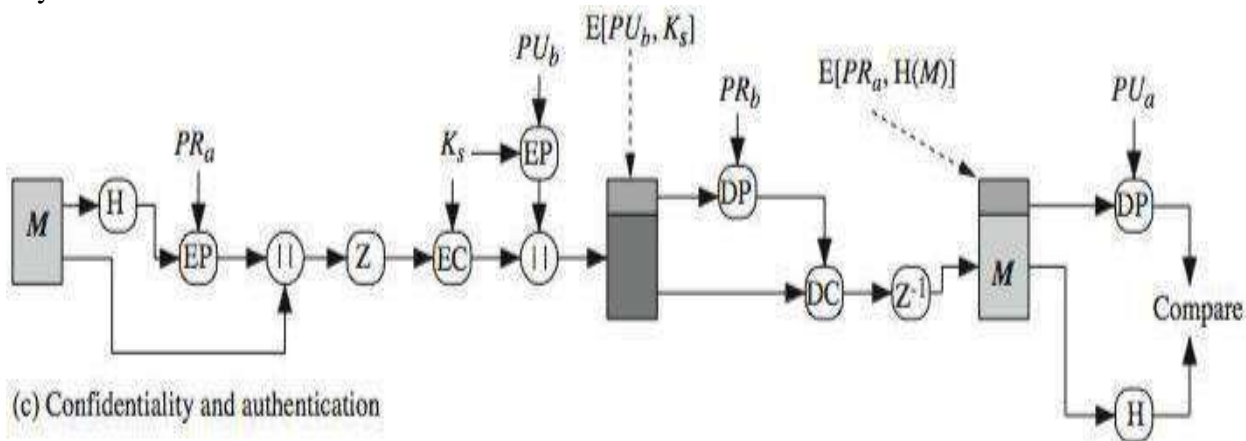 E[PU_b, K_s]
PU_b
PR_b
E[PR_a, H(M)]
PU_a
PR_a
K_s
EP
DP
DP
M
H
EP
||
Z
EC
||
DC
Z⁻¹
M
Compare
H
(c) Confidentiality and authentication